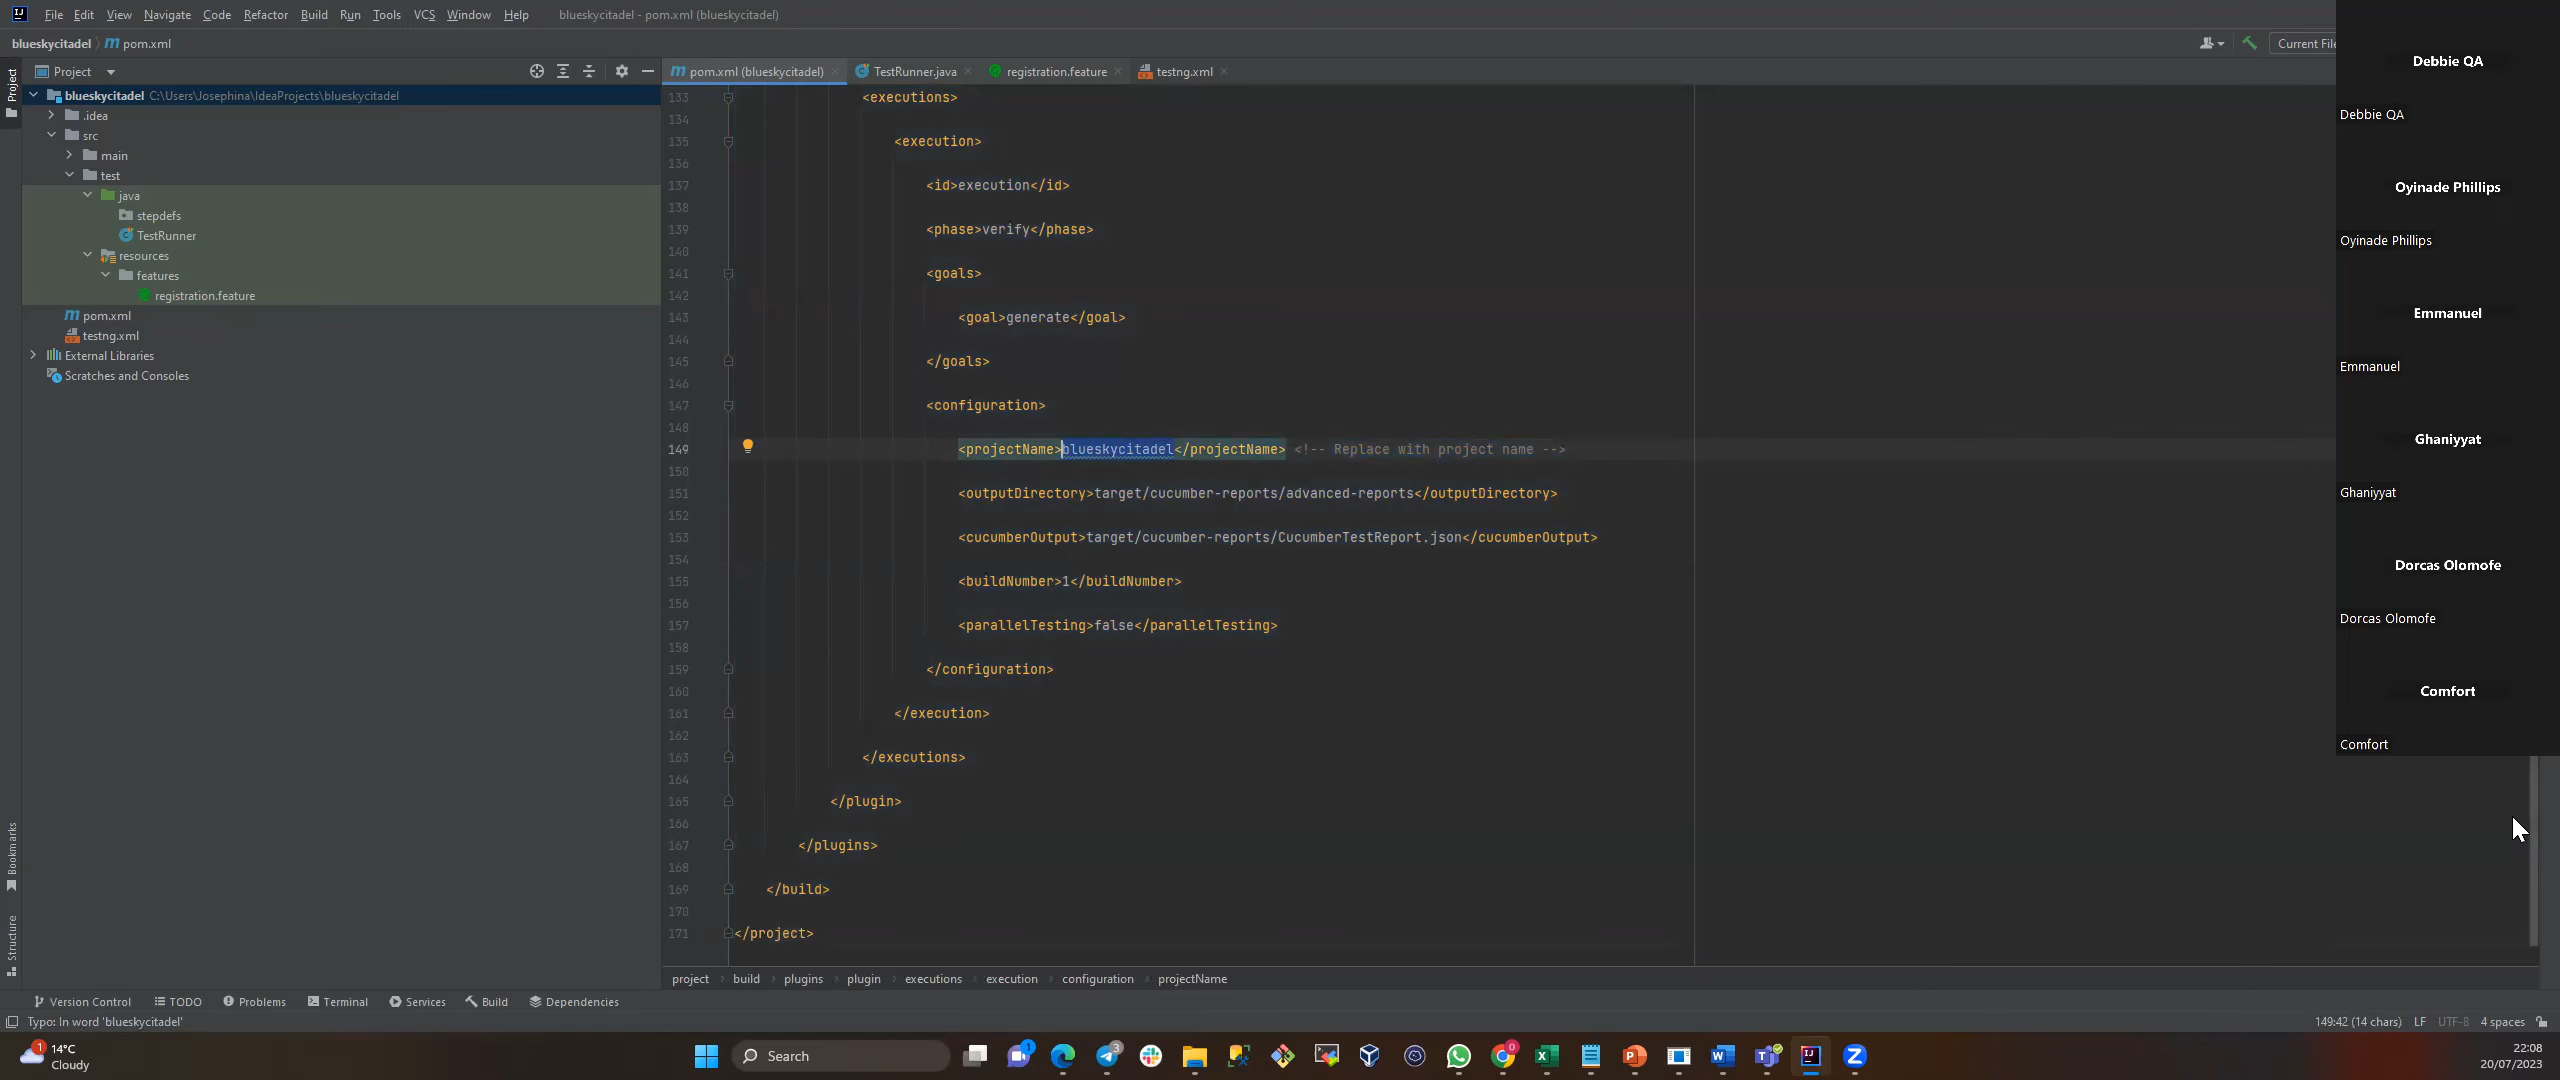 File Edit View Navigate Code Refactor Build Run Tools VCS Window Help blueskycitadel - pom.xml (blueskycitadel)
blueskycitadel pom.xml
Current File
Project
blueskycitadel C:\Users\Josephina\IdeaProjects\blueskycitadel
.idea
src
main
test
java
stepdefs
TestRunner
resources
features
registration.feature
pom.xml
testng.xml
External Libraries
Scratches and Consoles
Project
Bookmarks
Structure
pom.xml (blueskycitadel) TestRunner.java registration.feature testng.xml
133 <executions>
134
135 <execution>
136
137 <id>execution</id>
138
139 <phase>verify</phase>
140
141 <goals>
142
143 <goal>generate</goal>
144
145 </goals>
146
147 <configuration>
148
149 <projectName>blueskycitadel</projectName> <!-- Replace with project name -->
150
151 <outputDirectory>target/cucumber-reports/advanced-reports</outputDirectory>
152
153 <cucumberOutput>target/cucumber-reports/CucumberTestReport.json</cucumberOutput>
154
155 <buildNumber>1</buildNumber>
156
157 <parallelTesting>false</parallelTesting>
158
159 </configuration>
160
161 </execution>
162
163 </executions>
164
165 </plugin>
166
167 </plugins>
168
169 </build>
170
171 </project>
project build plugins plugin executions execution configuration projectName
Debbie QA
Debbie QA
Oyinade Phillips
Oyinade Phillips
Emmanuel
Emmanuel
Ghaniyyat
Ghaniyyat
Dorcas Olomofe
Dorcas Olomofe
Comfort
Comfort
Version Control TODO Problems Terminal Services Build Dependencies
Typo: In word 'blueskycitadel' 149:42 (14 chars) LF UTF-8 4 spaces
1
14°C
Cloudy
Search
1
3
0
22:08
20/07/2023